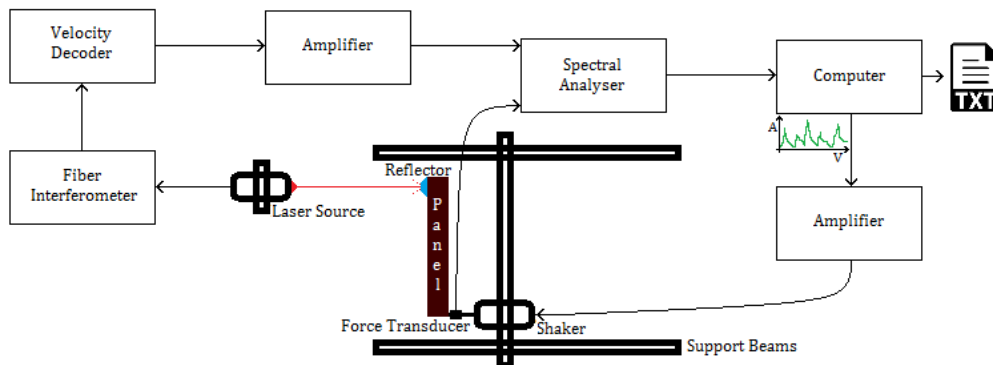 Velocity
Decoder
Amplifier
Spectral
Analyser
Computer
TXT
A
V
Fiber
Interferometer
Laser Source
Reflector
P
a
n
e
l
Amplifier
Force Transducer
Shaker
Support Beams